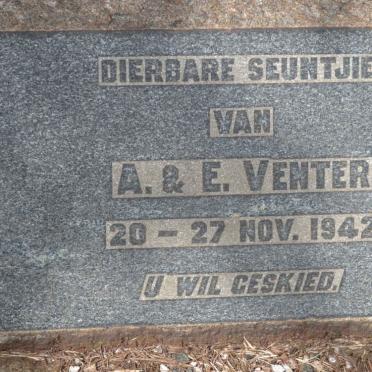 DIERBARE SEUNTJIE
VAN
A. & E. VENTER
20 – 27 NOV. 1942
U WIL GESKIED.